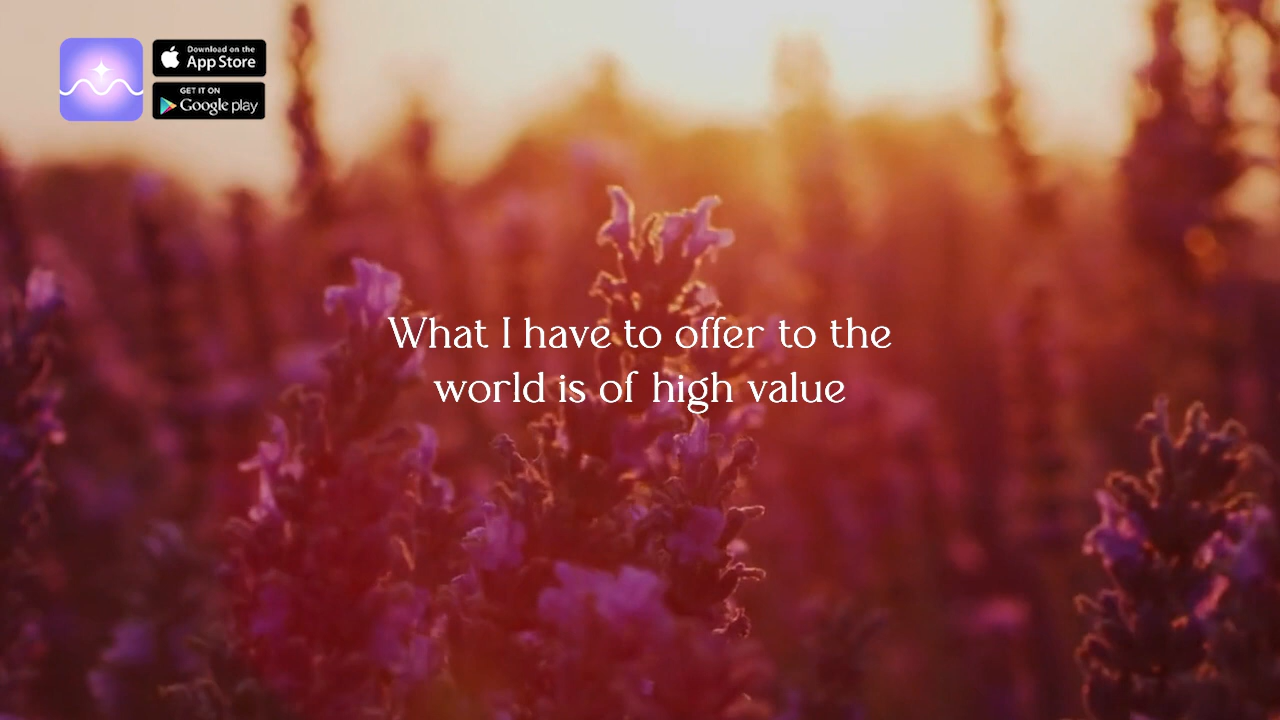 Download on the
App Store
GET IT ON
Google play
What I have to offer to the
world is of high value